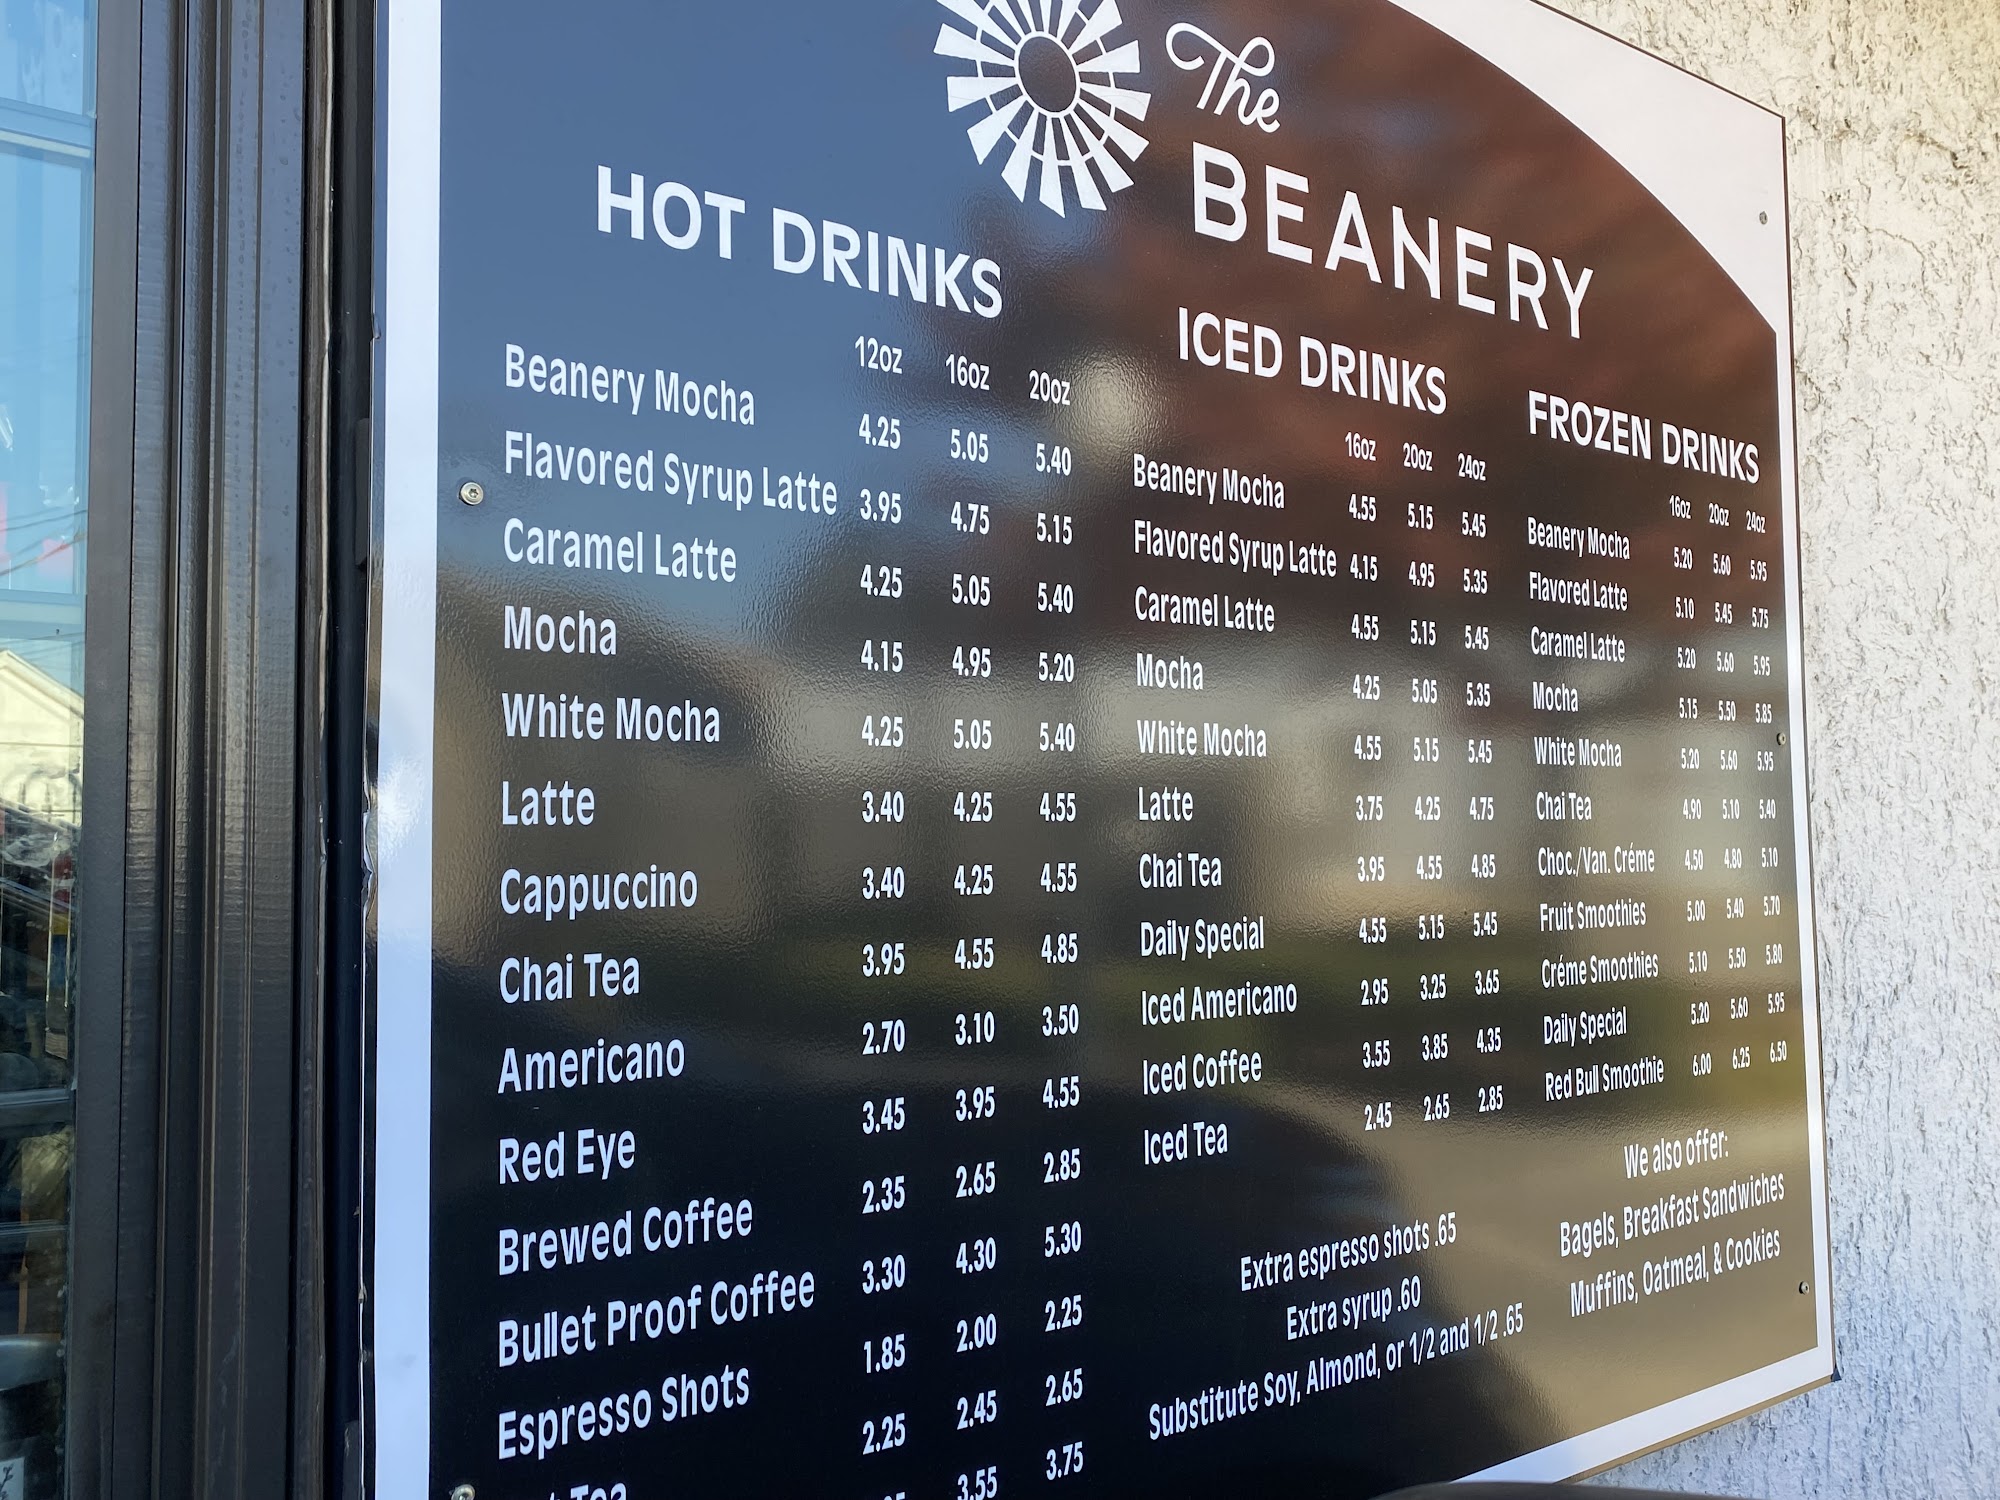 The
BEANERY
HOT DRINKS
12oz 16oz 20oz
Beanery Mocha 4.25 5.05 5.40
Flavored Syrup Latte 3.95 4.75 5.15
Caramel Latte 4.25 5.05 5.40
Mocha 4.15 4.95 5.20
White Mocha 4.25 5.05 5.40
Latte 3.40 4.25 4.55
Cappuccino 3.40 4.25 4.55
Chai Tea 3.95 4.55 4.85
Americano 2.70 3.10 3.50
Red Eye 3.45 3.95 4.55
Brewed Coffee 2.35 2.65 2.85
Bullet Proof Coffee 3.30 4.30 5.30
Espresso Shots 1.85 2.00 2.25
Tea 2.25 2.45 2.65
3.55 3.75
ICED DRINKS
16oz 20oz 24oz
Beanery Mocha 4.55 5.15 5.45
Flavored Syrup Latte 4.15 4.95 5.35
Caramel Latte 4.55 5.15 5.45
Mocha 4.25 5.05 5.35
White Mocha 4.55 5.15 5.45
Latte 3.75 4.25 4.75
Chai Tea 3.95 4.55 4.85
Daily Special 4.55 5.15 5.45
Iced Americano 2.95 3.25 3.65
Iced Coffee 3.55 3.85 4.35
Iced Tea 2.45 2.65 2.85
Extra espresso shots .65
Extra syrup .60
Substitute Soy, Almond, or 1/2 and 1/2 .65
FROZEN DRINKS
16oz 20oz 24oz
Beanery Mocha 5.20 5.60 5.95
Flavored Latte 5.10 5.45 5.75
Caramel Latte 5.20 5.60 5.95
Mocha 5.15 5.50 5.85
White Mocha 5.20 5.60 5.95
Chai Tea 4.90 5.10 5.40
Choc./Van. Créme 4.50 4.80 5.10
Fruit Smoothies 5.00 5.40 5.70
Créme Smoothies 5.10 5.50 5.80
Daily Special 5.20 5.60 5.95
Red Bull Smoothie 6.00 6.25 6.50
We also offer:
Bagels, Breakfast Sandwiches
Muffins, Oatmeal, & Cookies